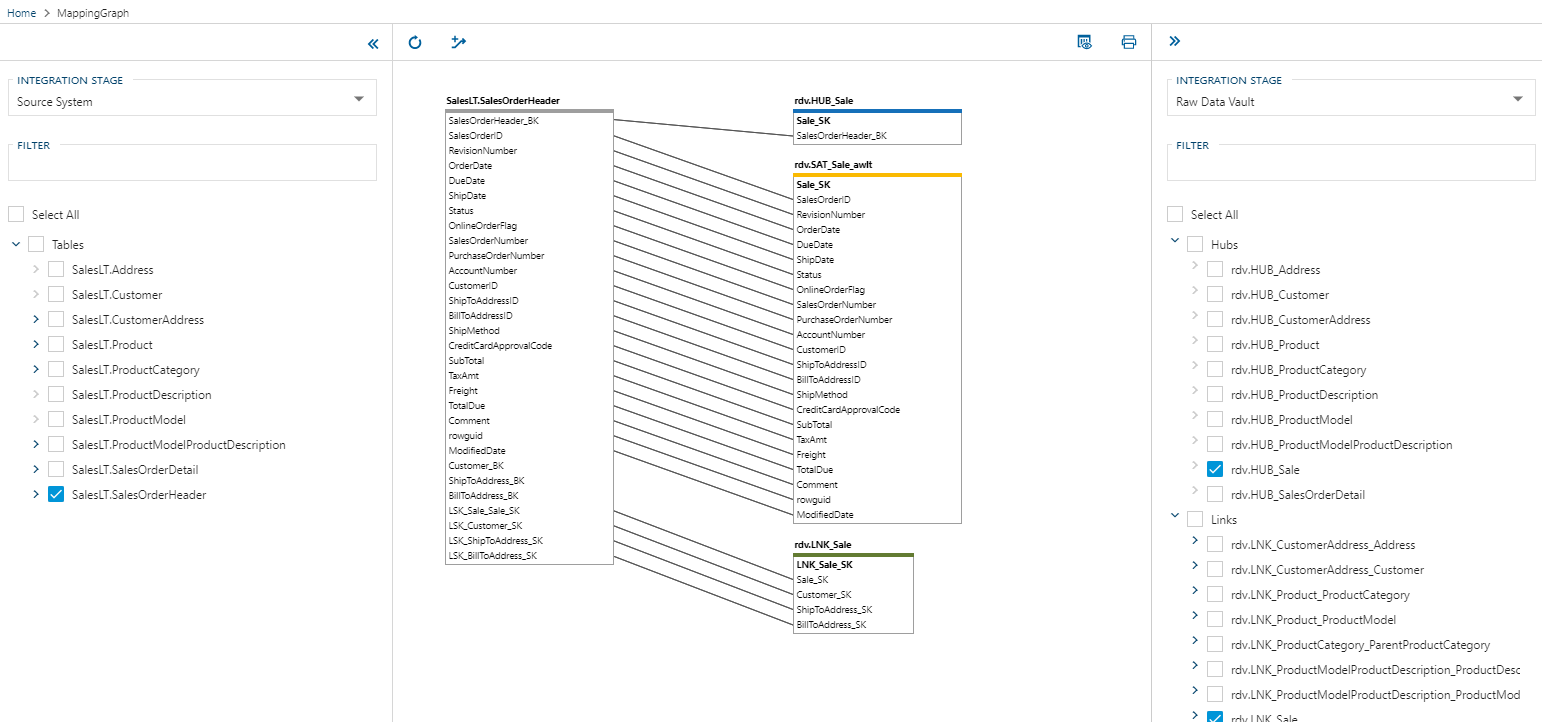 Home > MappingGraph
INTEGRATION STAGE
Source System
FILTER
Select All
Tables
SalesLT.Address
SalesLT.Customer
SalesLT.CustomerAddress
SalesLT.Product
SalesLT.ProductCategory
SalesLT.ProductDescription
SalesLT.ProductModel
SalesLT.ProductModelProductDescription
SalesLT.SalesOrderDetail
SalesLT.SalesOrderHeader
SalesLT.SalesOrderHeader
SalesOrderHeader_BK
SalesOrderID
RevisionNumber
OrderDate
DueDate
ShipDate
Status
OnlineOrderFlag
SalesOrderNumber
PurchaseOrderNumber
AccountNumber
CustomerID
ShipToAddressID
BillToAddressID
ShipMethod
CreditCardApprovalCode
SubTotal
TaxAmt
Freight
TotalDue
Comment
rowguid
ModifiedDate
Customer_BK
ShipToAddress_BK
BillToAddress_BK
LSK_Sale_Sale_SK
LSK_Customer_SK
LSK_ShipToAddress_SK
LSK_BillToAddress_SK
rdv.HUB_Sale
Sale_SK
SalesOrderHeader_BK
rdv.SAT_Sale_awlt
Sale_SK
SalesOrderID
RevisionNumber
OrderDate
DueDate
ShipDate
Status
OnlineOrderFlag
SalesOrderNumber
PurchaseOrderNumber
AccountNumber
CustomerID
ShipToAddressID
BillToAddressID
ShipMethod
CreditCardApprovalCode
SubTotal
TaxAmt
Freight
TotalDue
Comment
rowguid
ModifiedDate
rdv.LNK_Sale
LNK_Sale_SK
Sale_SK
Customer_SK
ShipToAddress_SK
BillToAddress_SK
INTEGRATION STAGE
Raw Data Vault
FILTER
Select All
Hubs
rdv.HUB_Address
rdv.HUB_Customer
rdv.HUB_CustomerAddress
rdv.HUB_Product
rdv.HUB_ProductCategory
rdv.HUB_ProductDescription
rdv.HUB_ProductModel
rdv.HUB_ProductModelProductDescription
rdv.HUB_Sale
rdv.HUB_SalesOrderDetail
Links
rdv.LNK_CustomerAddress_Address
rdv.LNK_CustomerAddress_Customer
rdv.LNK_Product_ProductCategory
rdv.LNK_Product_ProductModel
rdv.LNK_ProductCategory_ParentProductCategory
rdv.LNK_ProductModelProductDescription_ProductDesc
rdv.LNK_ProductModelProductDescription_ProductMod
rdv.LNK_Sale